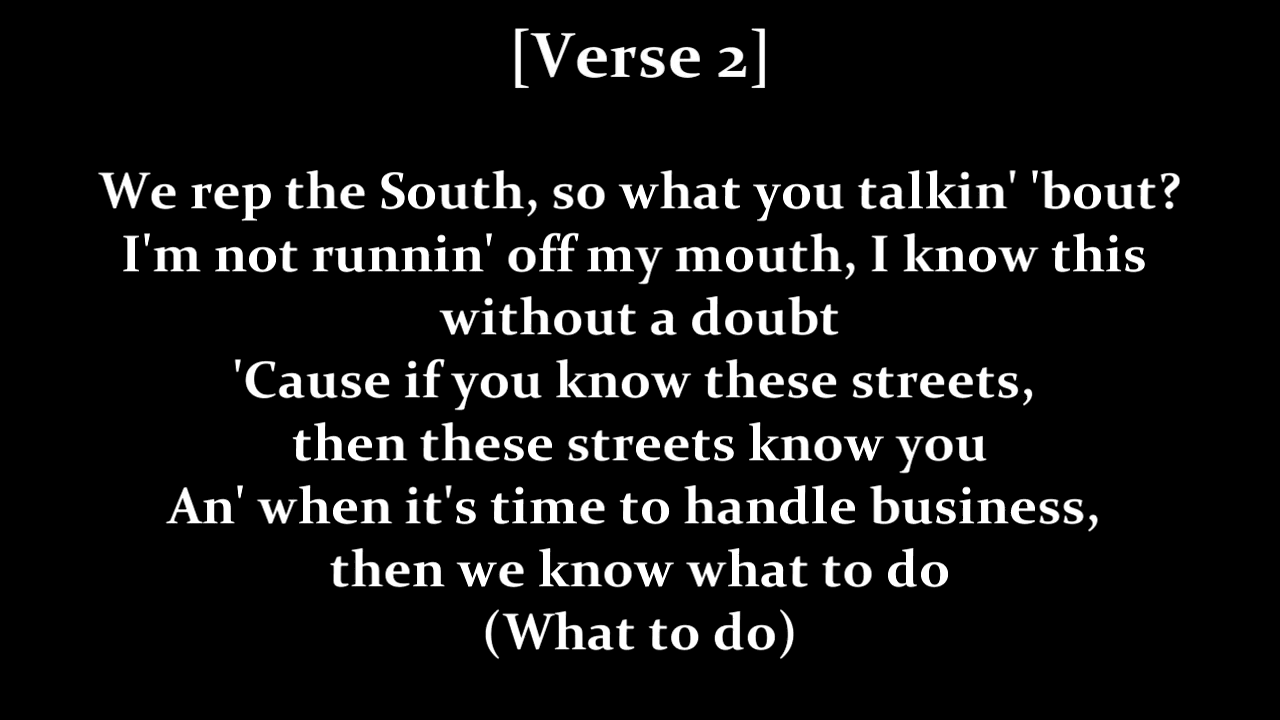 [Verse 2]
We rep the South, so what you talkin' 'bout?
I'm not runnin' off my mouth, I know this
without a doubt
'Cause if you know these streets,
then these streets know you
An' when it's time to handle business,
then we know what to do
(What to do)